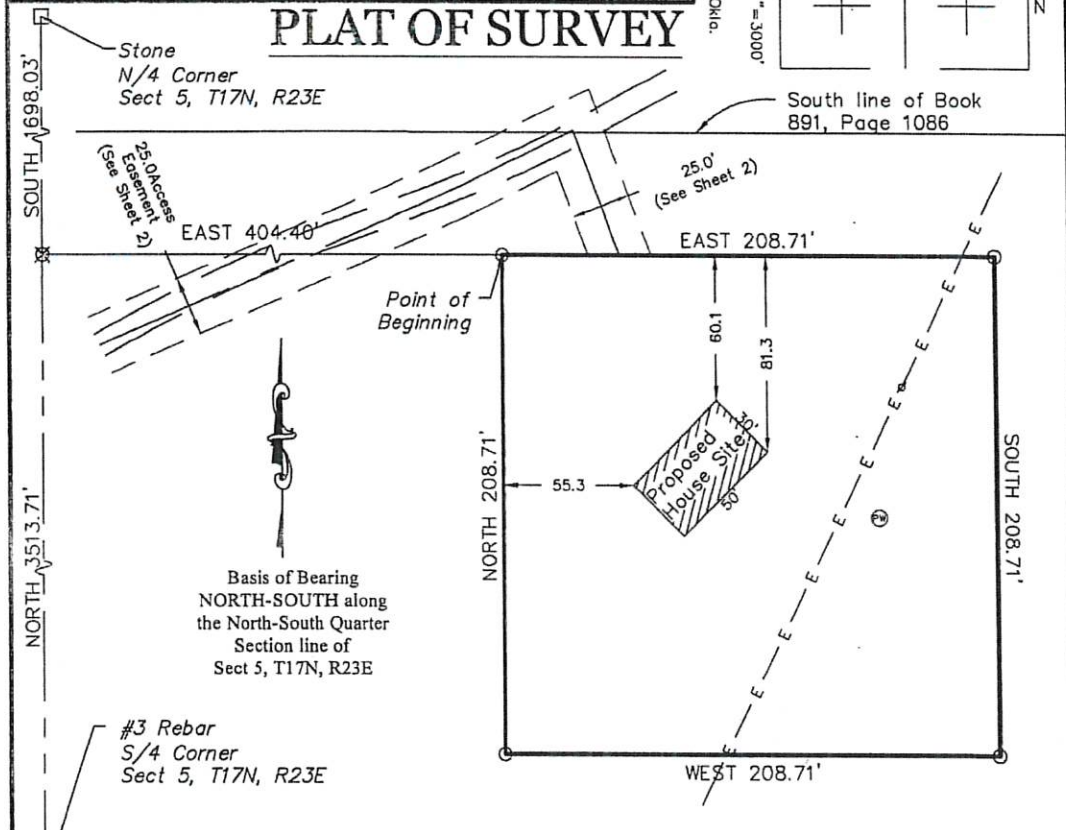 PLAT OF SURVEY
Okla.
"=3000'
N
Stone
N/4 Corner
Sect 5, T17N, R23E
South line of Book
891, Page 1086
SOUTH 1698.03'
25.0Access
Easement
(See Sheet 2)
25.0'
(See Sheet 2)
EAST 404.40'
EAST 208.71'
Point of
Beginning
60.1
81.3
30'
Proposed
House Site
50'
55.3
NORTH 208.71'
SOUTH 208.71'
E
E
E
E
E
E
E
E
E
E
PW
NORTH 3513.71'
Basis of Bearing
NORTH-SOUTH along
the North-South Quarter
Section line of
Sect 5, T17N, R23E
#3 Rebar
S/4 Corner
Sect 5, T17N, R23E
WEST 208.71'